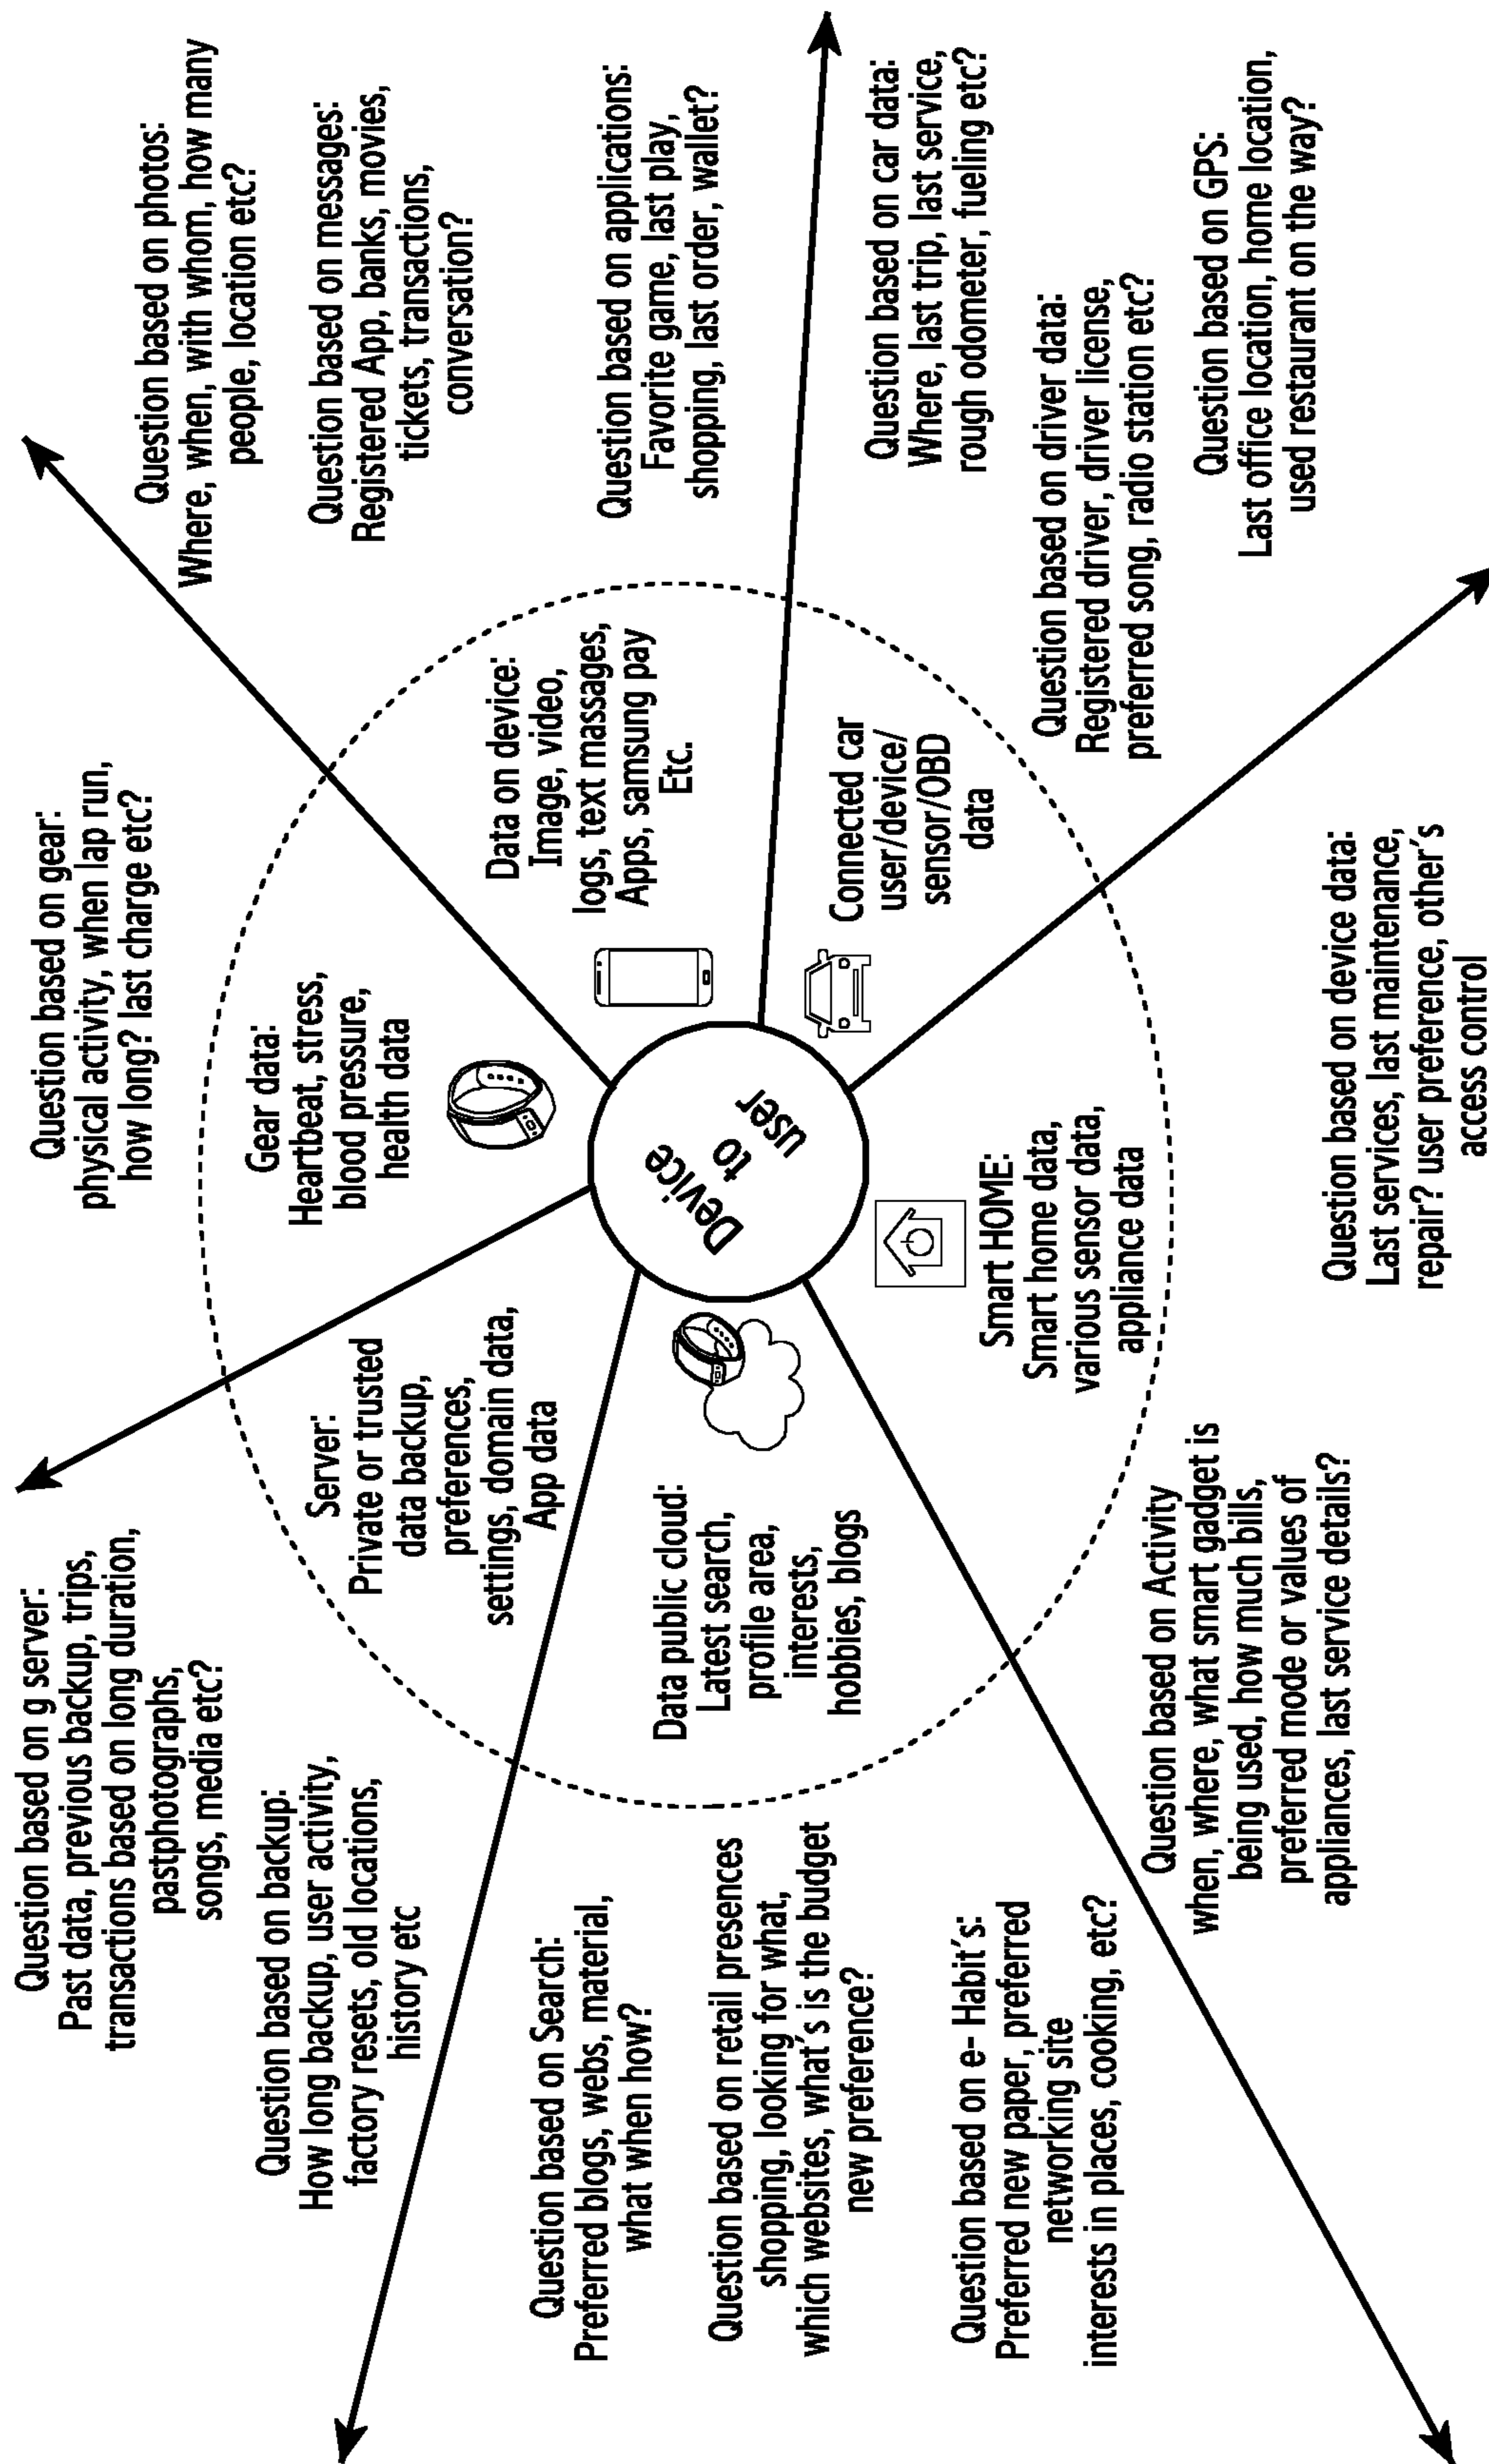 Question based on g server:
Past data, previous backup, trips,
transactions based on long duration,
pastphotographs,
songs, media etc?
Question based on gear:
physical activity, when lap run,
how long? last charge etc?
Question based on photos:
Where, when, with whom, how many
people, location etc?
Question based on messages:
Registered App, banks, movies,
tickets, transactions,
conversation?
Question based on applications:
Favorite game, last play,
shopping, last order, wallet?
Question based on backup:
How long backup, user activity,
factory resets, old locations,
history etc
Server:
Private or trusted
data backup,
preferences,
settings, domain data,
App data
Gear data:
Heartbeat, stress,
blood pressure,
health data
Data on device:
Image, video,
logs, text massages,
Apps, samsung pay
Etc.
Question based on Search:
Preferred blogs, webs, material,
what when how?
Question based on retail presences
shopping, looking for what,
which websites, what's is the budget
new preference?
Question based on e- Habit's:
Preferred new paper, preferred
networking site
interests in places, cooking, etc?
Data public cloud:
Latest search,
profile area,
interests,
hobbies, blogs
Device
to
user
Connected car
user/device/
sensor/OBD
data
Smart HOME:
Smart home data,
various sensor data,
appliance data
Question based on car data:
Where, last trip, last service,
rough odometer, fueling etc?
Question based on driver data:
Registered driver, driver license,
preferred song, radio station etc?
Question based on GPS:
Last office location, home location,
used restaurant on the way?
Question based on Activity
when, where, what smart gadget is
being used, how much bills,
preferred mode or values of
appliances, last service details?
Question based on device data:
Last services, last maintenance,
repair? user preference, other's
access control